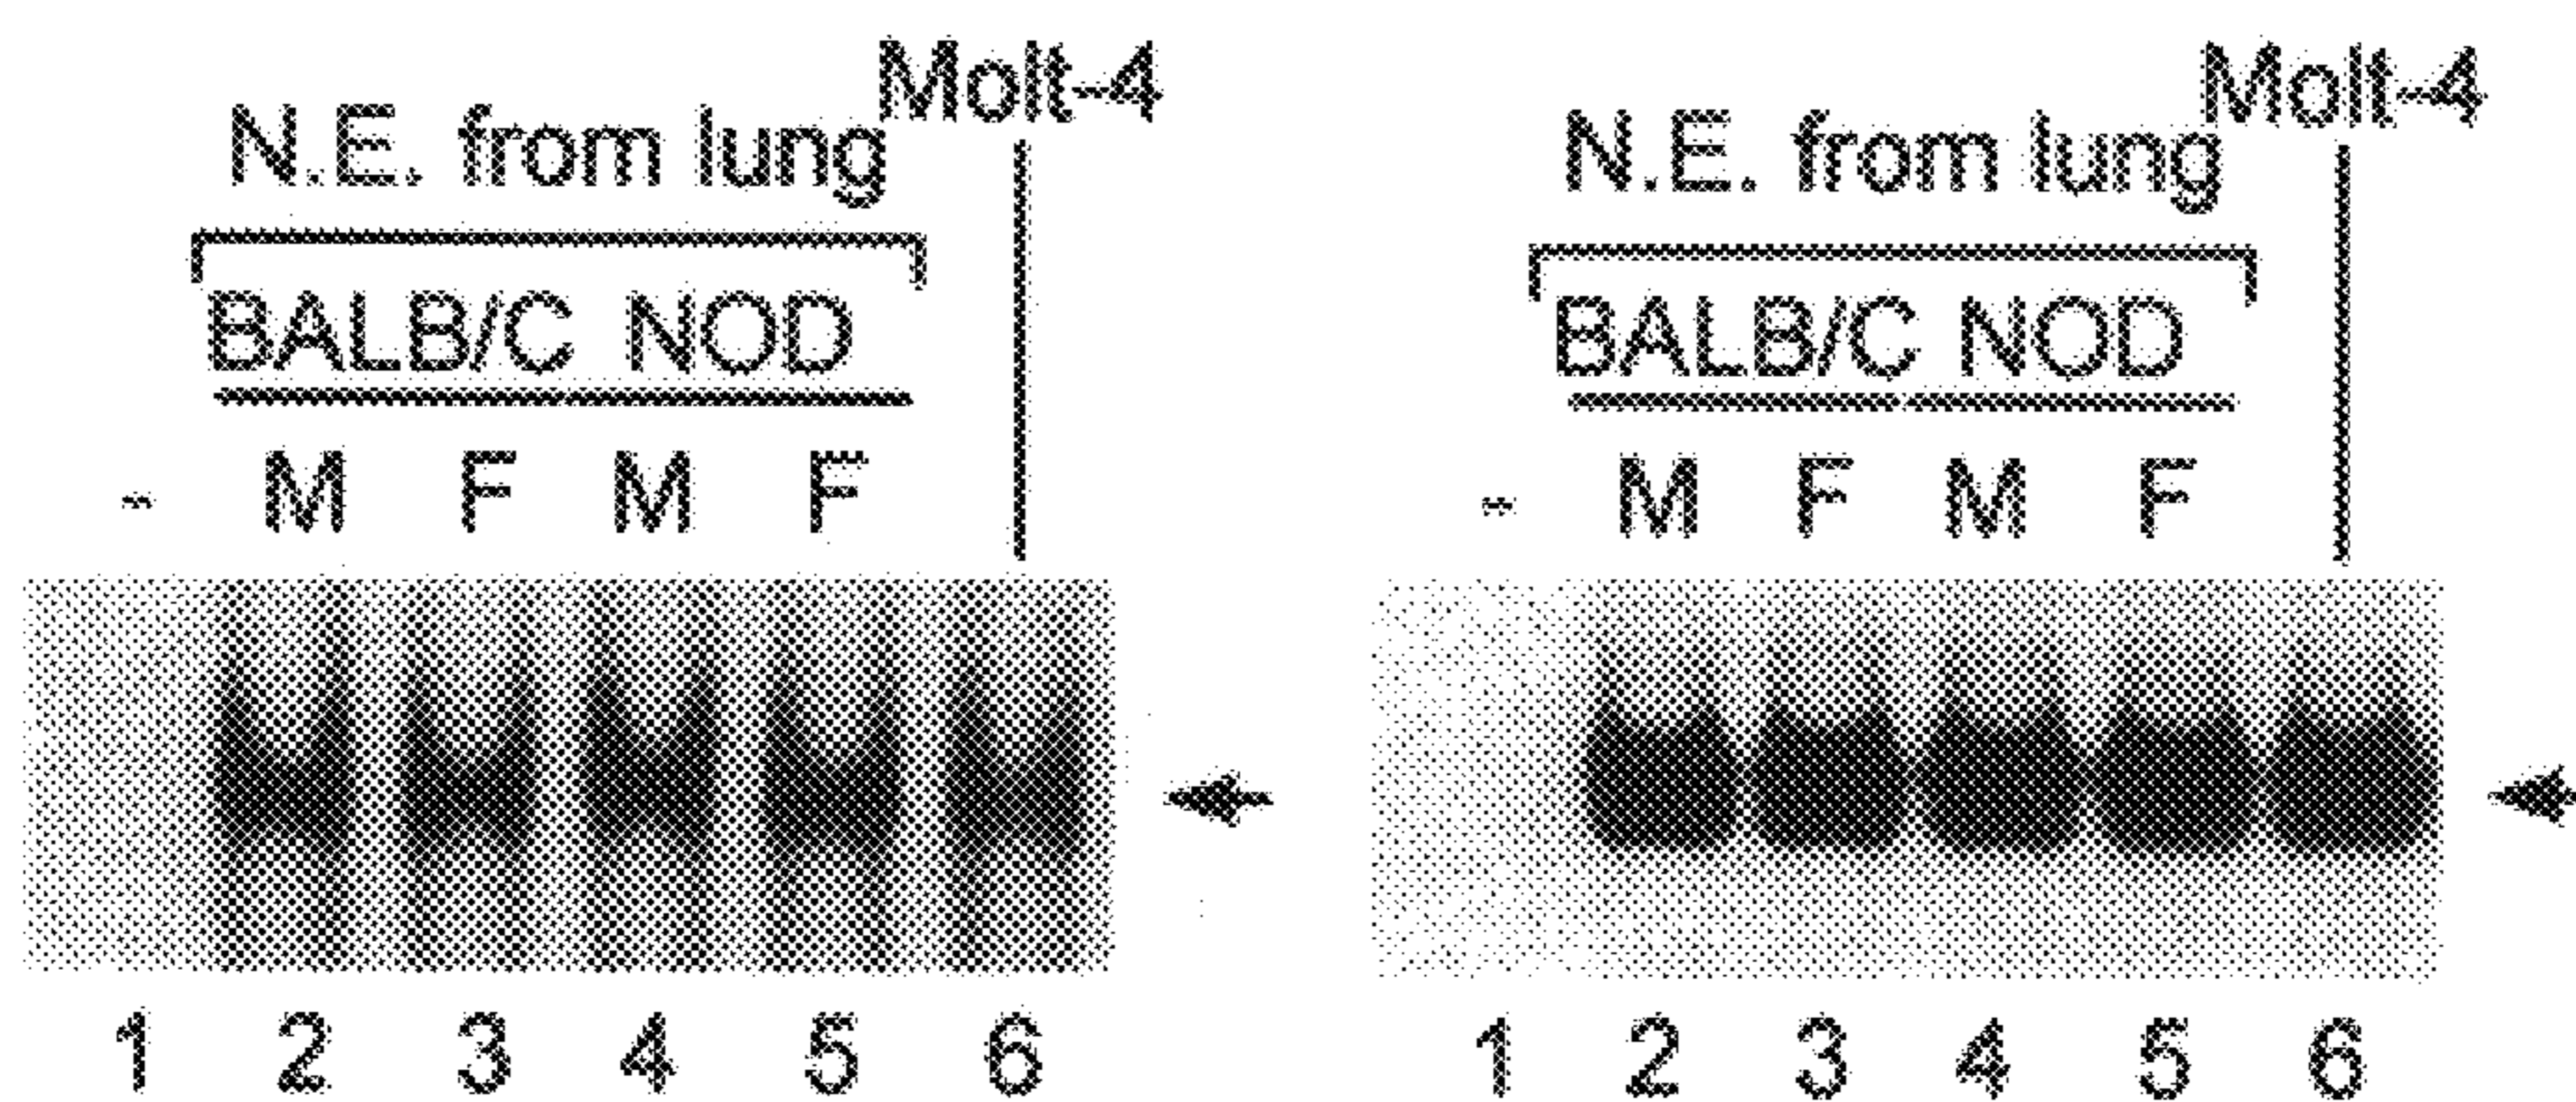 Molt-4
N.E. from lung
BALB/C NOD
- M F M F
1 2 3 4 5 6
Molt-4
N.E. from lung
BALB/C NOD
- M F M F
1 2 3 4 5 6